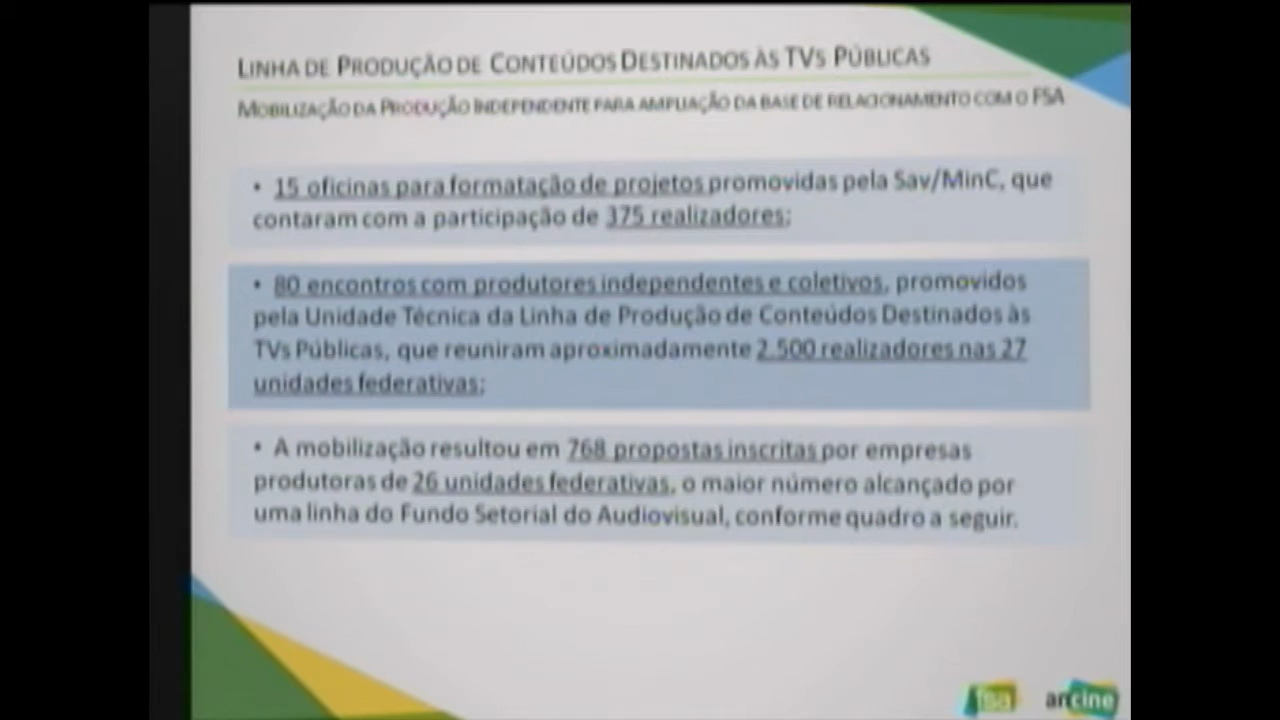 LINHA DE PRODUÇÃO DE CONTEÚDOS DESTINADOS ÀS TVS PÚBLICAS
MOBILIZAÇÃO DA PRODUÇÃO INDEPENDENTE PARA AMPLIAÇÃO DA BASE DE RELACIONAMENTO COM O FSA
• 15 oficinas para formatação de projetos promovidas pela Sav/MinC, que
contaram com a participação de 375 realizadores;
• 80 encontros com produtores independentes e coletivos, promovidos
pela Unidade Técnica da Linha de Produção de Conteúdos Destinados às
TVs Públicas, que reuniram aproximadamente 2.500 realizadores nas 27
unidades federativas;
• A mobilização resultou em 768 propostas inscritas por empresas
produtoras de 26 unidades federativas, o maior número alcançado por
uma linha do Fundo Setorial do Audiovisual, conforme quadro a seguir.
fsa ancine